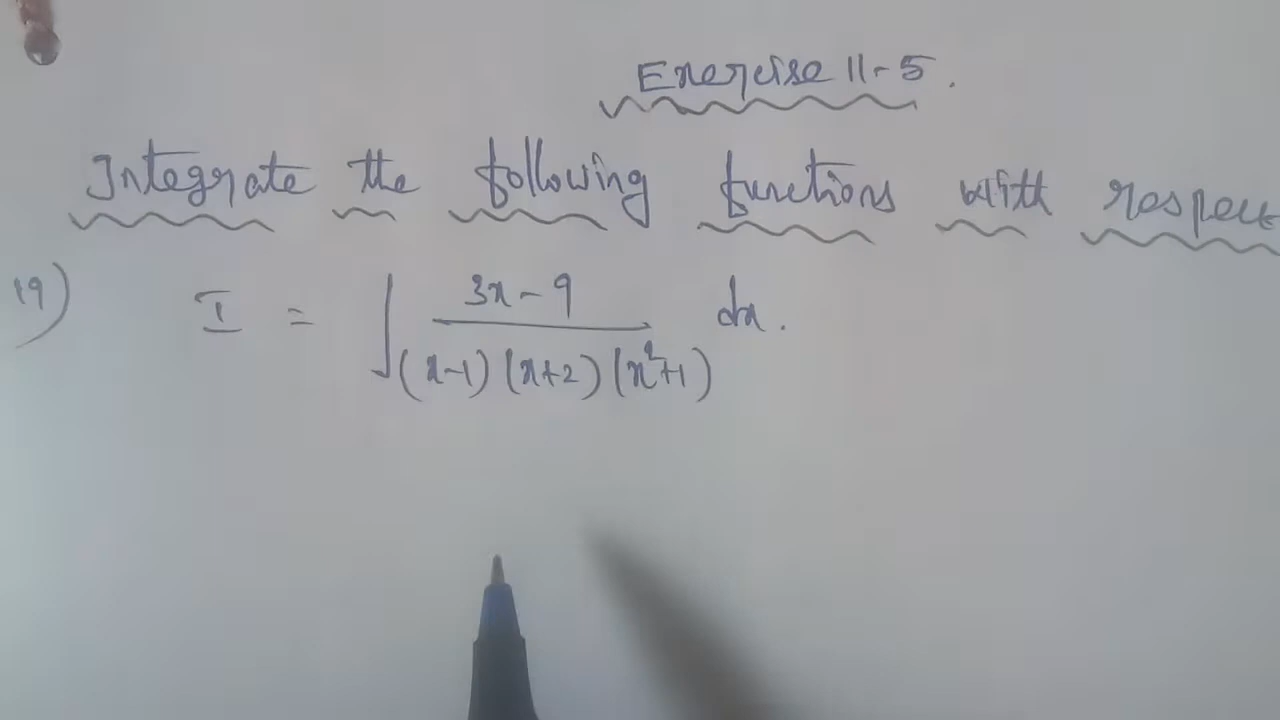 Exercise 11-5.
Integrate the following functions with respect
19) I = ∫ (3x-9)/((x-1)(x+2)(x²+1)) dx.